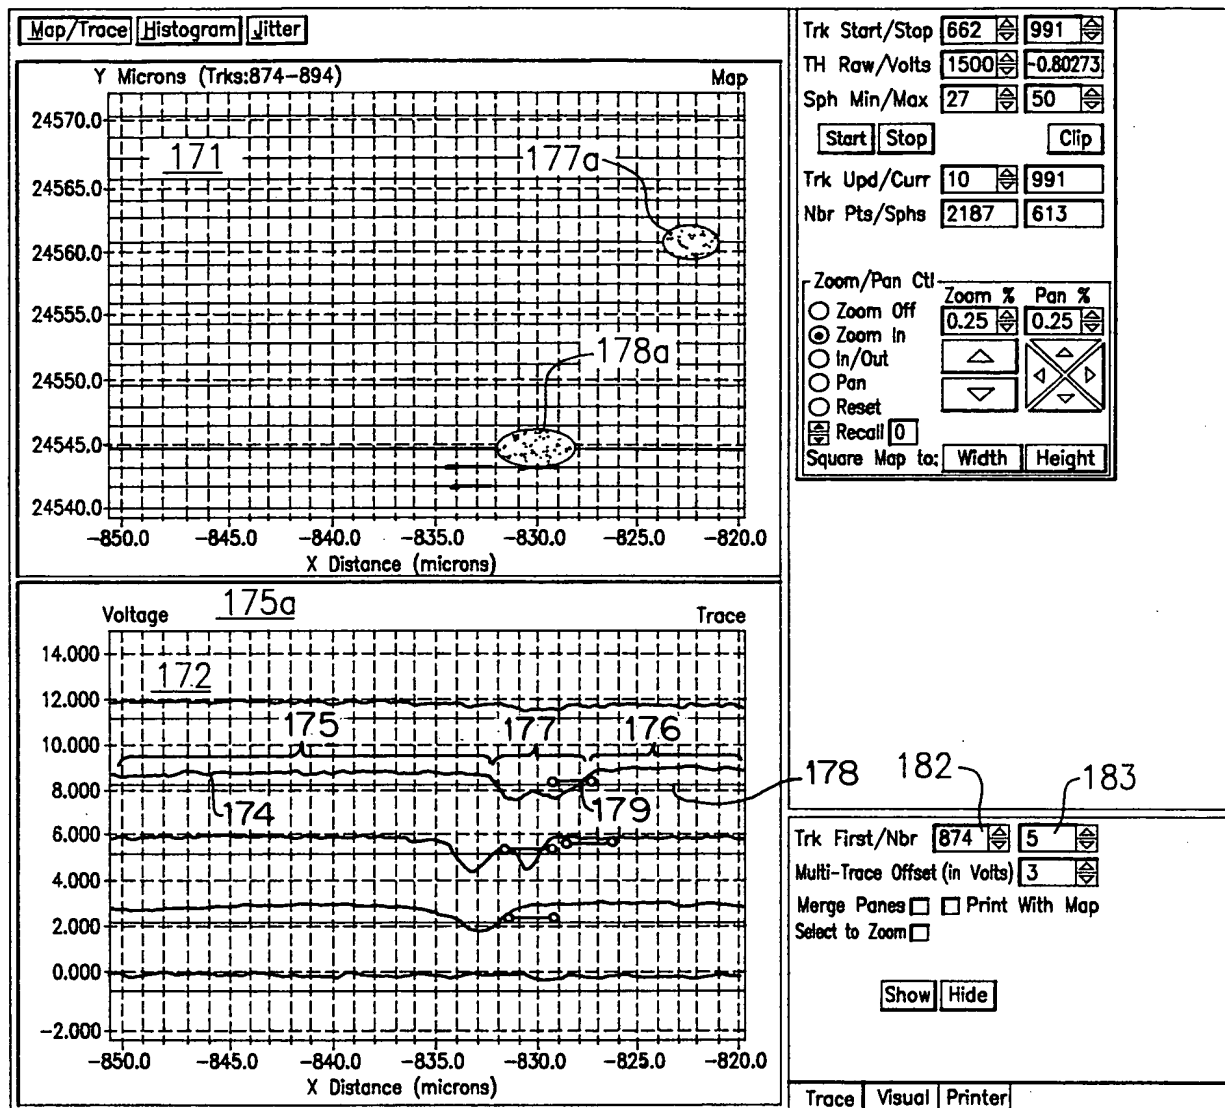 Map/Trace Histogram Jitter
Y Microns (Trks:874-894) Map
24570.0
171
177a
24565.0
24560.0
24555.0
178a
24550.0
24545.0
24540.0
-850.0 -845.0 -840.0 -835.0 -830.0 -825.0 -820.0
X Distance (microns)
Voltage 175a Trace
14.000
172
12.000
10.000
175 177 176
8.000
174 179 178
6.000
4.000
2.000
0.000
-2.000
-850.0 -845.0 -840.0 -835.0 -830.0 -825.0 -820.0
X Distance (microns)
Trk Start/Stop 662 991
TH Raw/Volts 1500 -0.80273
Sph Min/Max 27 50
Start Stop Clip
Trk Upd/Curr 10 991
Nbr Pts/Sphs 2187 613
Zoom/Pan Ctl
Zoom % Pan %
Zoom Off 0.25 0.25
Zoom In
In/Out
Pan
Reset
Recall 0
Square Map to: Width Height
182 183
Trk First/Nbr 874 5
Multi-Trace Offset (in Volts) 3
Merge Panes Print With Map
Select to Zoom
Show Hide
Trace Visual Printer